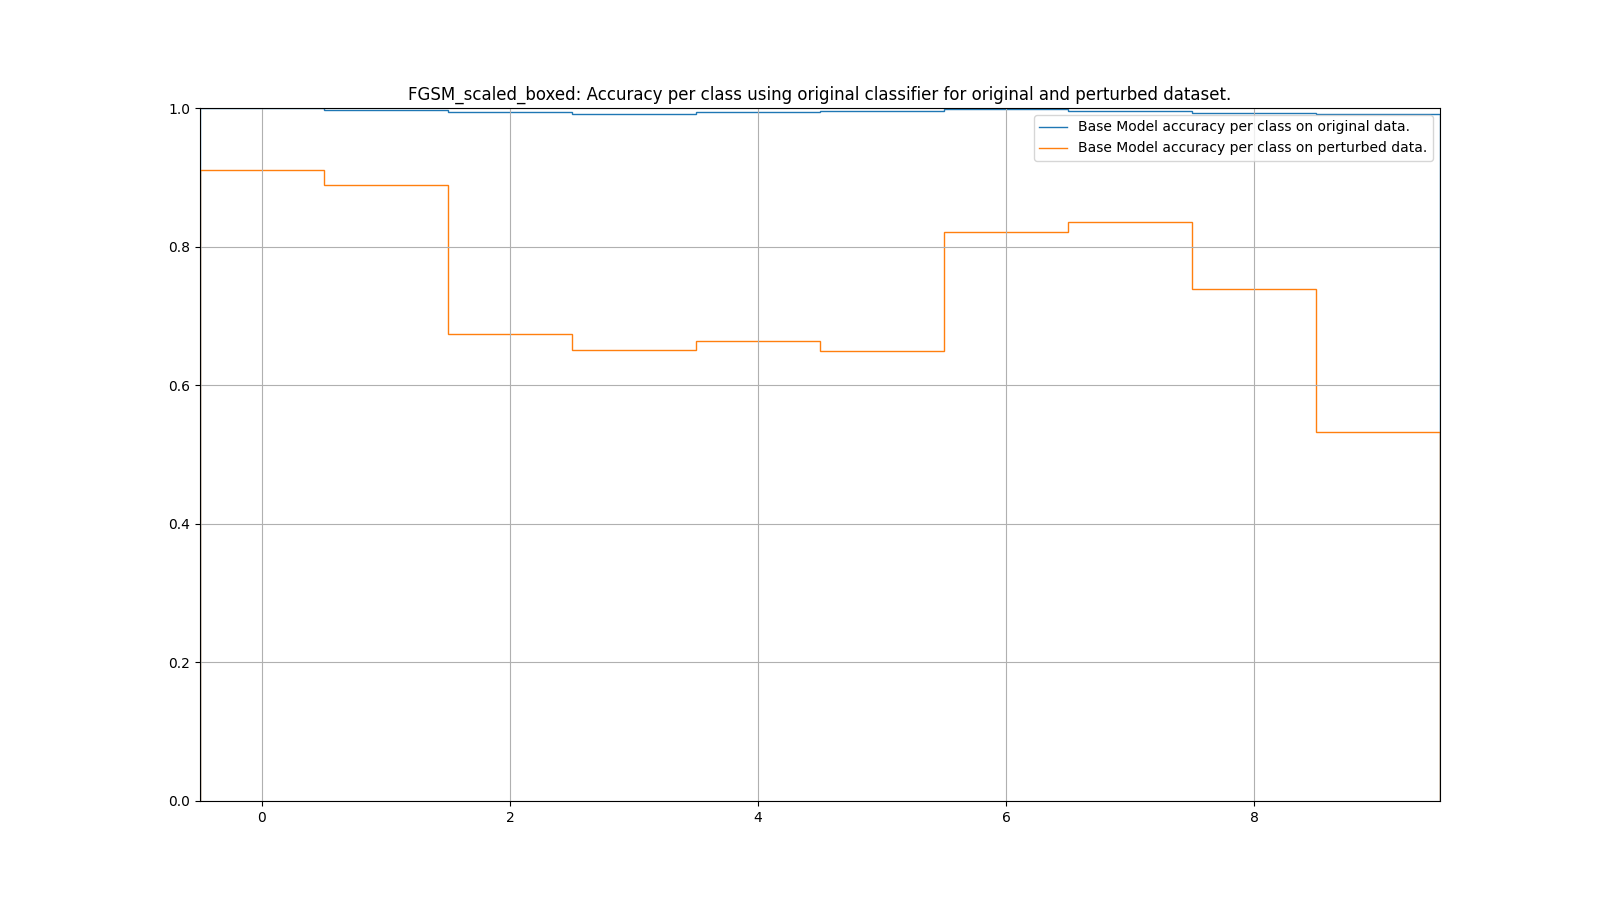 FGSM_scaled_boxed: Accuracy per class using original classifier for original and perturbed dataset.
1.0
Base Model accuracy per class on original data.
Base Model accuracy per class on perturbed data.
0.8
0.6
0.4
0.2
0.0
0 2 4 6 8